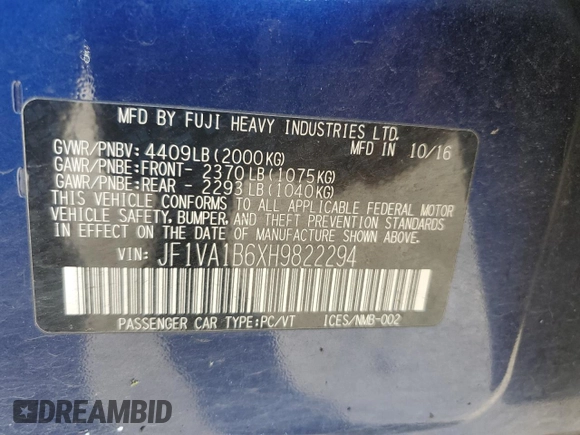 MFD BY FUJI HEAVY INDUSTRIES LTD.
GVWR/PNBV: 4409LB(2000KG) MFD IN 10/16
GAWR/PNBE:FRONT- 2370LB(1075KG)
GAWR/PNBE:REAR - 2293LB(1040KG)
THIS VEHICLE CONFORMS TO ALL APPLICABLE FEDERAL MOTOR
VEHICLE SAFETY, BUMPER, AND THEFT PREVENTION STANDARDS
IN EFFECT ON THE DATE OF MANUFACTURE SHOWN ABOVE.
VIN: JF1VA1B6XH9822294
PASSENGER CAR TYPE:PC/VT ICES/NMB-002
DREAMBID